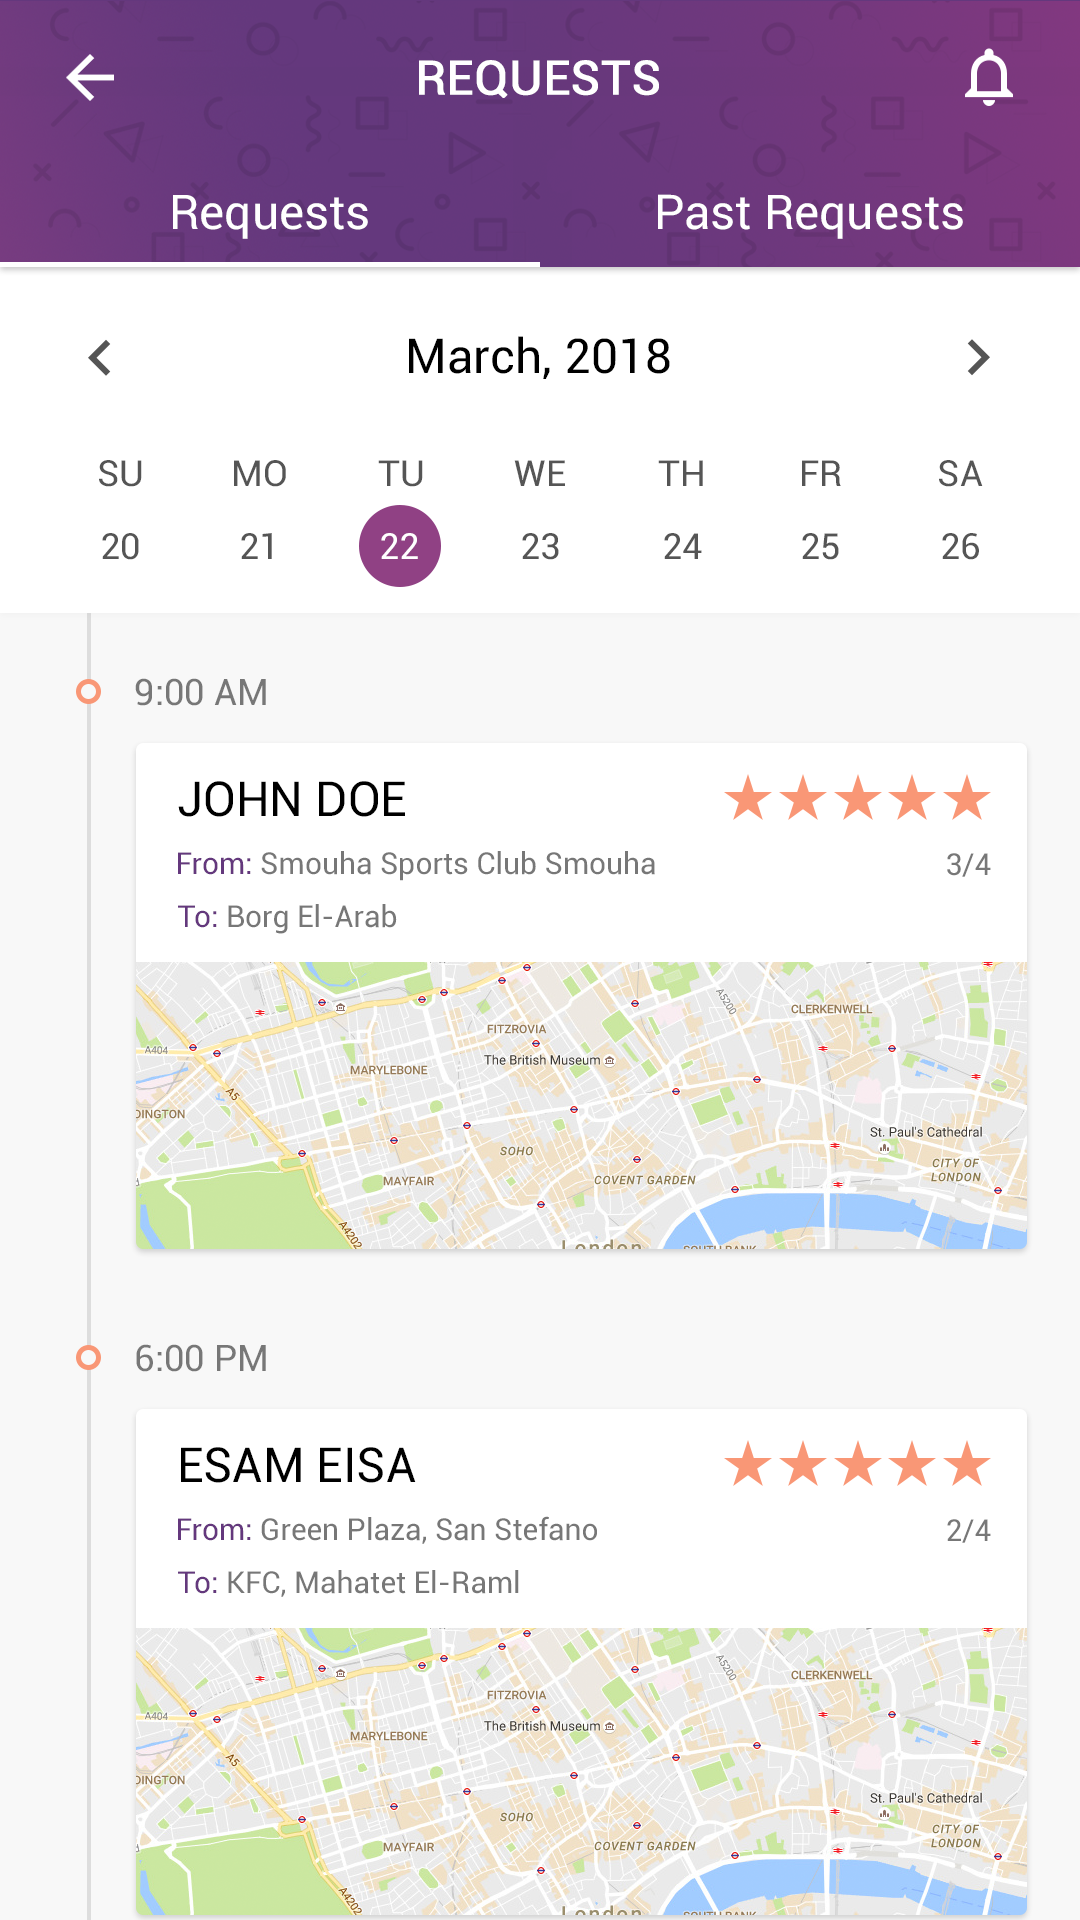 REQUESTS
Requests Past Requests
March, 2018
SU MO TU WE TH FR SA
20 21 22 23 24 25 26
9:00 AM
JOHN DOE
From: Smouha Sports Club Smouha 3/4
To: Borg El-Arab
A5200
CLERKENWELL
FITZROVIA
A404
The British Museum
MARYLEBONE
A5
DINGTON
St. Paul's Cathedral
SOHO
CITY OF
LONDON
MAYFAIR
COVENT GARDEN
A4202
London
SOUTH BANK
6:00 PM
ESAM EISA
From: Green Plaza, San Stefano 2/4
To: KFC, Mahatet El-Raml
A5200
CLERKENWELL
FITZROVIA
A404
The British Museum
MARYLEBONE
A5
DINGTON
St. Paul's Cathedral
SOHO
CITY OF
LONDON
MAYFAIR
COVENT GARDEN
A4202
London
SOUTH BANK